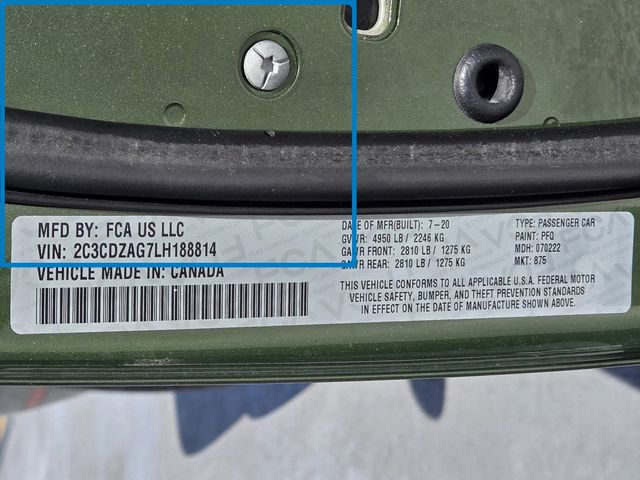 MFD BY: FCA US LLC
VIN: 2C3CDZAG7LH188814
VEHICLE MADE IN: CANADA
DATE OF MFR(BUILT): 7-20
GVWR: 4950 LB / 2246 KG
GAWR FRONT: 2810 LB / 1275 KG
GAWR REAR: 2810 LB / 1275 KG
TYPE: PASSENGER CAR
PAINT: PFQ
MDH: 070222
MKT: 875
THIS VEHICLE CONFORMS TO ALL APPLICABLE U.S.A. FEDERAL MOTOR
VEHICLE SAFETY, BUMPER, AND THEFT PREVENTION STANDARDS
IN EFFECT ON THE DATE OF MANUFACTURE SHOWN ABOVE.